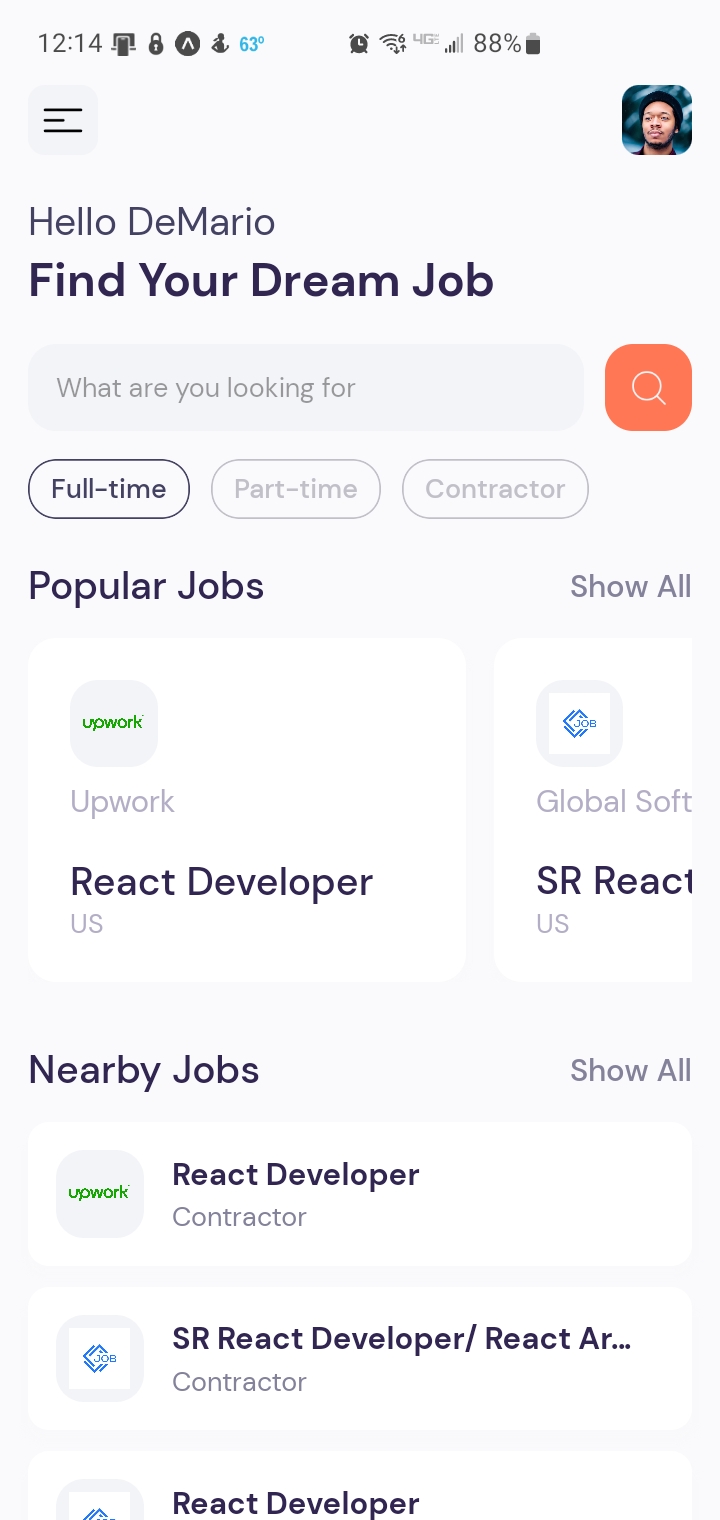 12:14 63° 4G 88%
Hello DeMario
Find Your Dream Job
What are you looking for
Full-time Part-time Contractor
Popular Jobs Show All
upwork JOB
Upwork Global Soft
React Developer SR React
US US
Nearby Jobs Show All
upwork
React Developer
Contractor
JOB
SR React Developer/ React Ar...
Contractor
React Developer